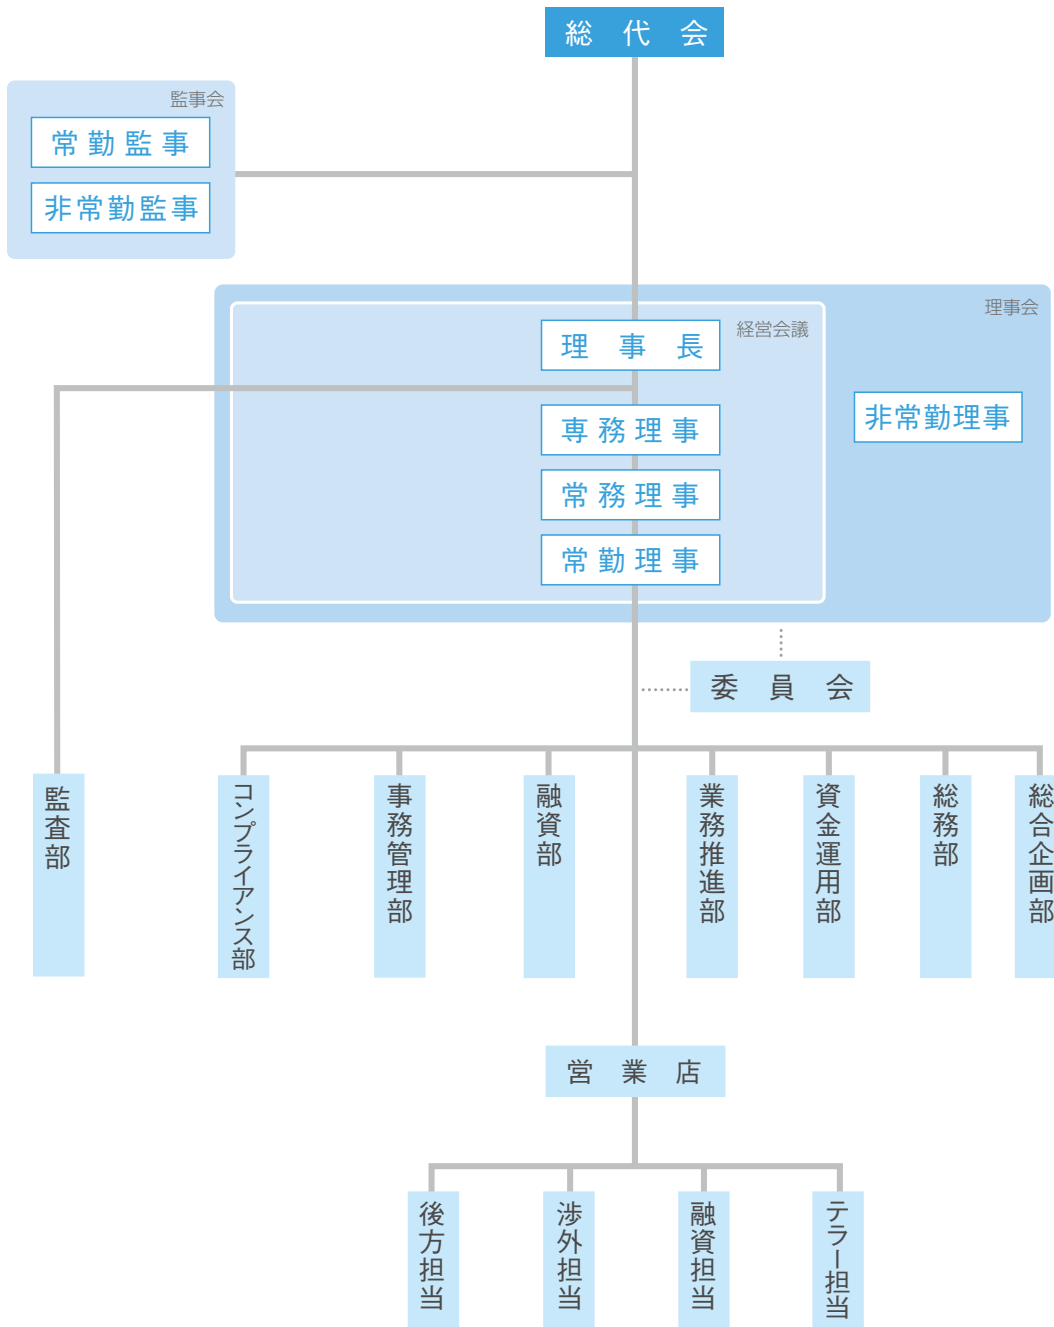 総代会
監事会
常勤監事
非常勤監事
理事会
経営会議
理事長
専務理事
常務理事
常勤理事
非常勤理事
委員会
監査部
コンプライアンス部
事務管理部
融資部
業務推進部
資金運用部
総務部
総合企画部
営業店
後方担当
渉外担当
融資担当
テラー担当